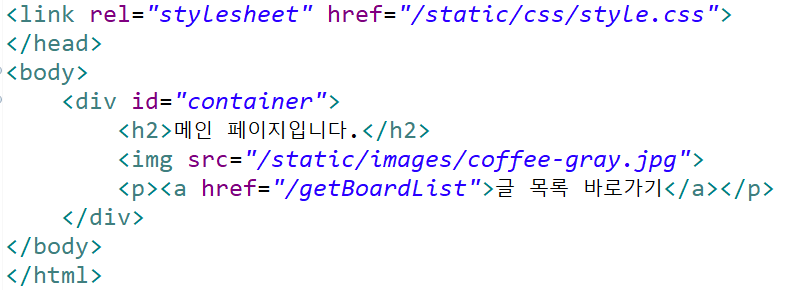 <link rel="stylesheet" href="/static/css/style.css">
</head>
<body>
<div id="container">
<h2>메인 페이지입니다.</h2>
<img src="/static/images/coffee-gray.jpg">
<p><a href="/getBoardList">글 목록 바로가기</a></p>
</div>
</body>
</html>